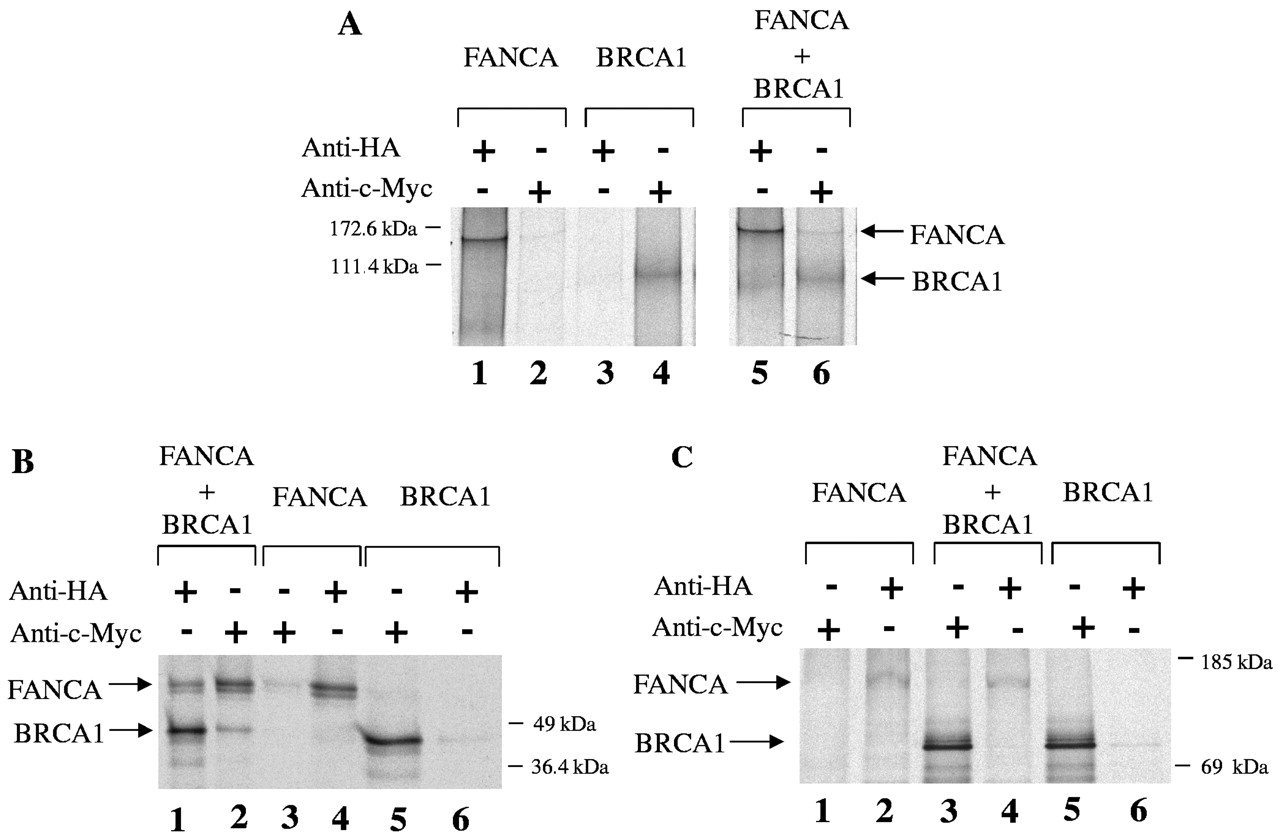 A
FANCA BRCA1 FANCA + BRCA1
Anti-HA + - + - + -
Anti-c-Myc - + - + - +
172.6 kDa
111.4 kDa
FANCA
BRCA1
1 2 3 4 5 6
B
FANCA + BRCA1 FANCA BRCA1
Anti-HA + - - + - +
Anti-c-Myc - + + - + -
FANCA
BRCA1
49 kDa
36.4 kDa
1 2 3 4 5 6
C
FANCA FANCA + BRCA1 BRCA1
Anti-HA - + - + - +
Anti-c-Myc + - + - + -
185 kDa
FANCA
BRCA1
69 kDa
1 2 3 4 5 6